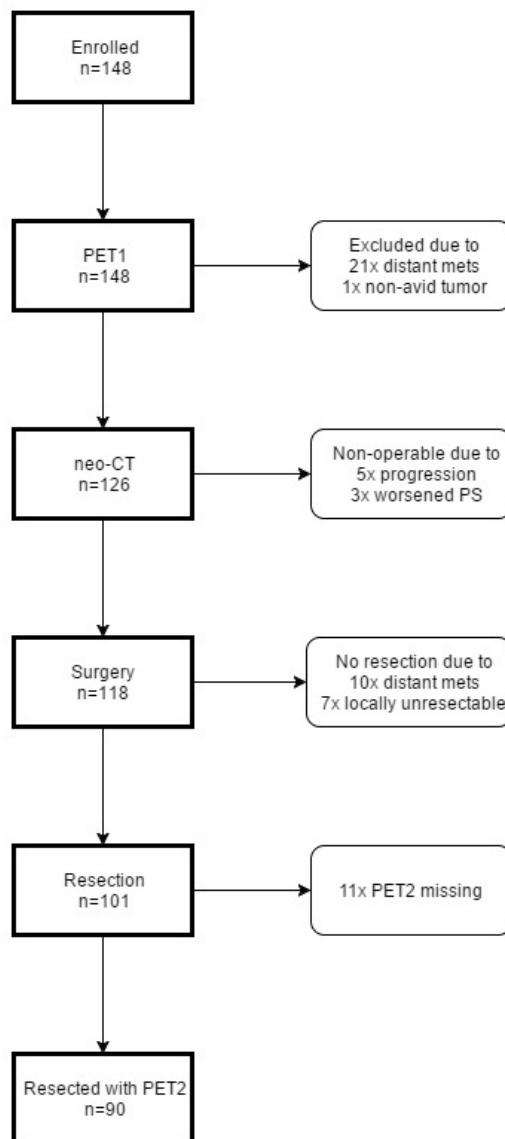 Enrolled
n=148
PET1
n=148
Excluded due to
21x distant mets
1x non-avid tumor
neo-CT
n=126
Non-operable due to
5x progression
3x worsened PS
Surgery
n=118
No resection due to
10x distant mets
7x locally unresectable
Resection
n=101
11x PET2 missing
Resected with PET2
n=90